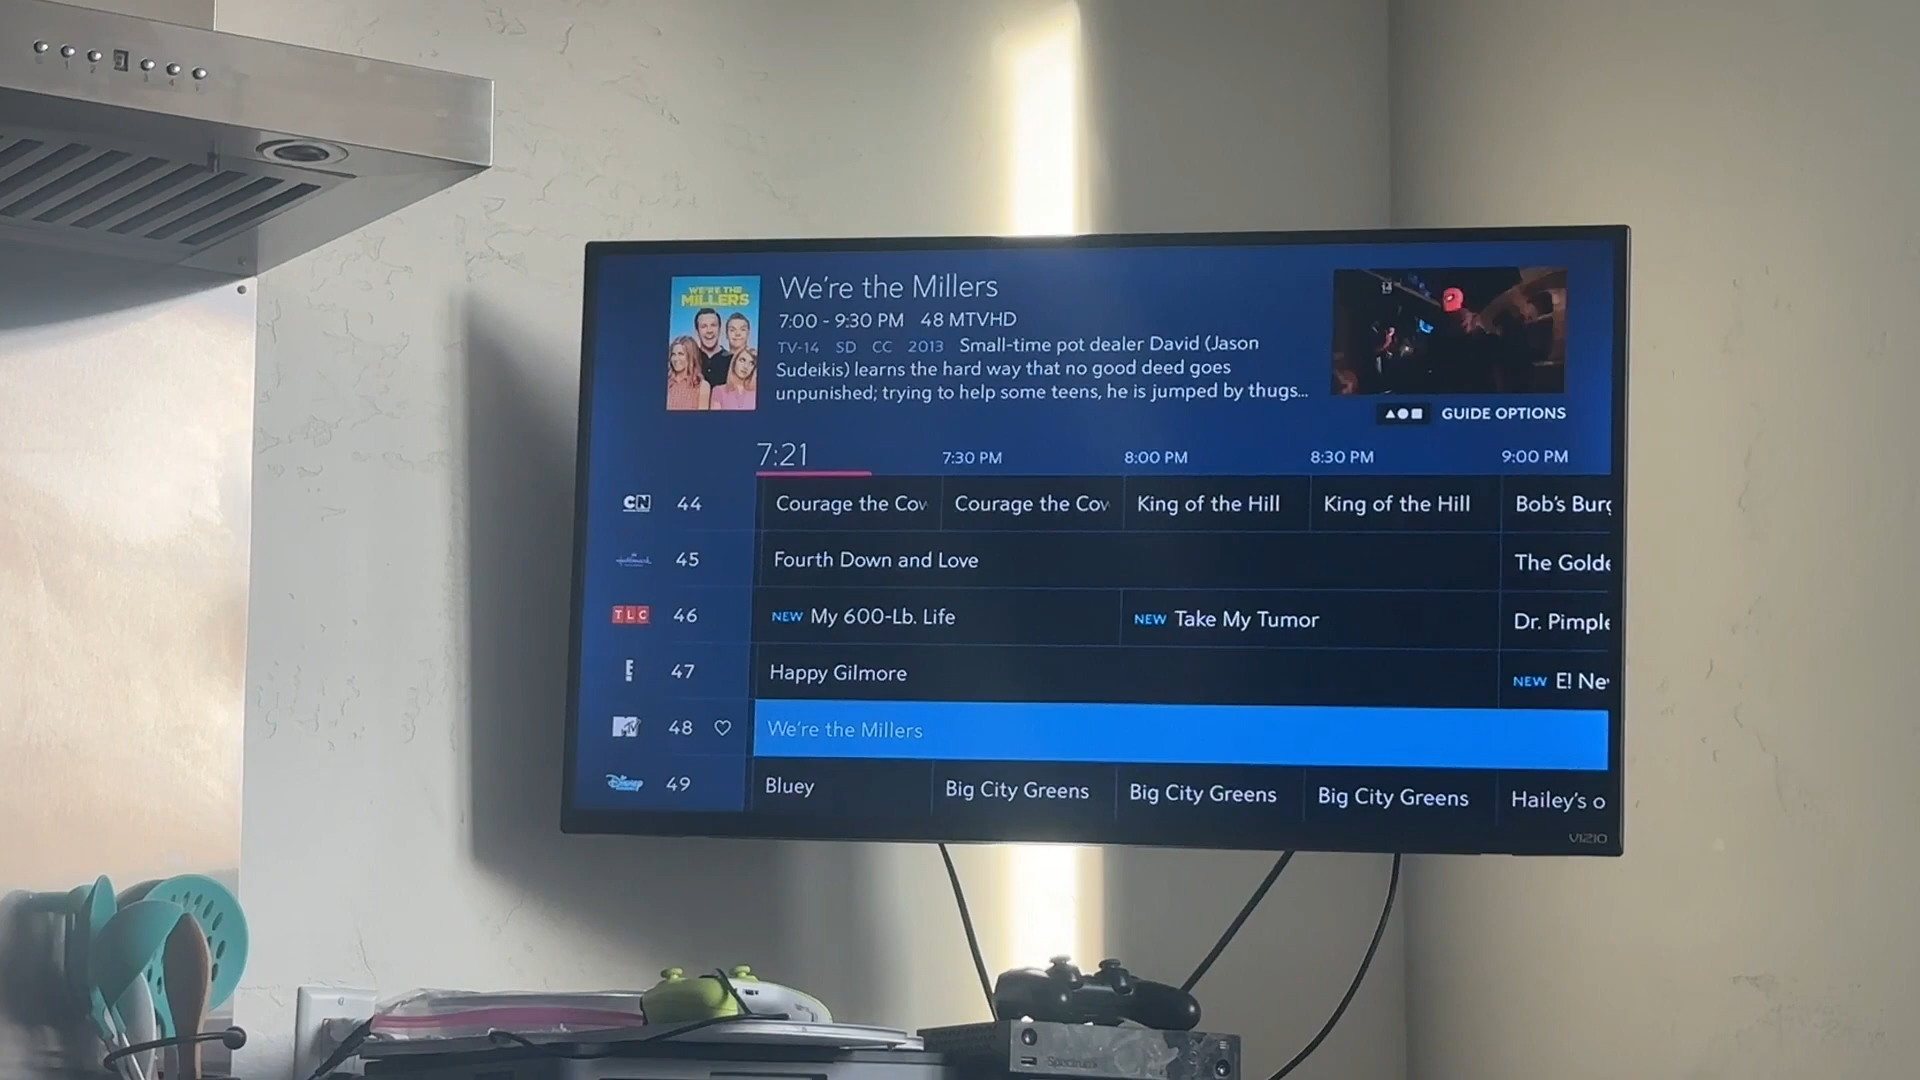 WE'RE THE
MILLERS
We're the Millers
7:00 - 9:30 PM 48 MTVHD
TV-14 SD CC 2013 Small-time pot dealer David (Jason
Sudeikis) learns the hard way that no good deed goes
unpunished; trying to help some teens, he is jumped by thugs...
GUIDE OPTIONS
7:21 7:30 PM 8:00 PM 8:30 PM 9:00 PM
CN 44 Courage the Cov Courage the Cov King of the Hill King of the Hill Bob's Burg
Hallmark 45 Fourth Down and Love The Golde
TLC 46 NEW My 600-Lb. Life NEW Take My Tumor Dr. Pimple
E! 47 Happy Gilmore NEW E! Ne
MTV 48 We're the Millers
Disney 49 Bluey Big City Greens Big City Greens Big City Greens Hailey's o
VIZIO
Spectrum